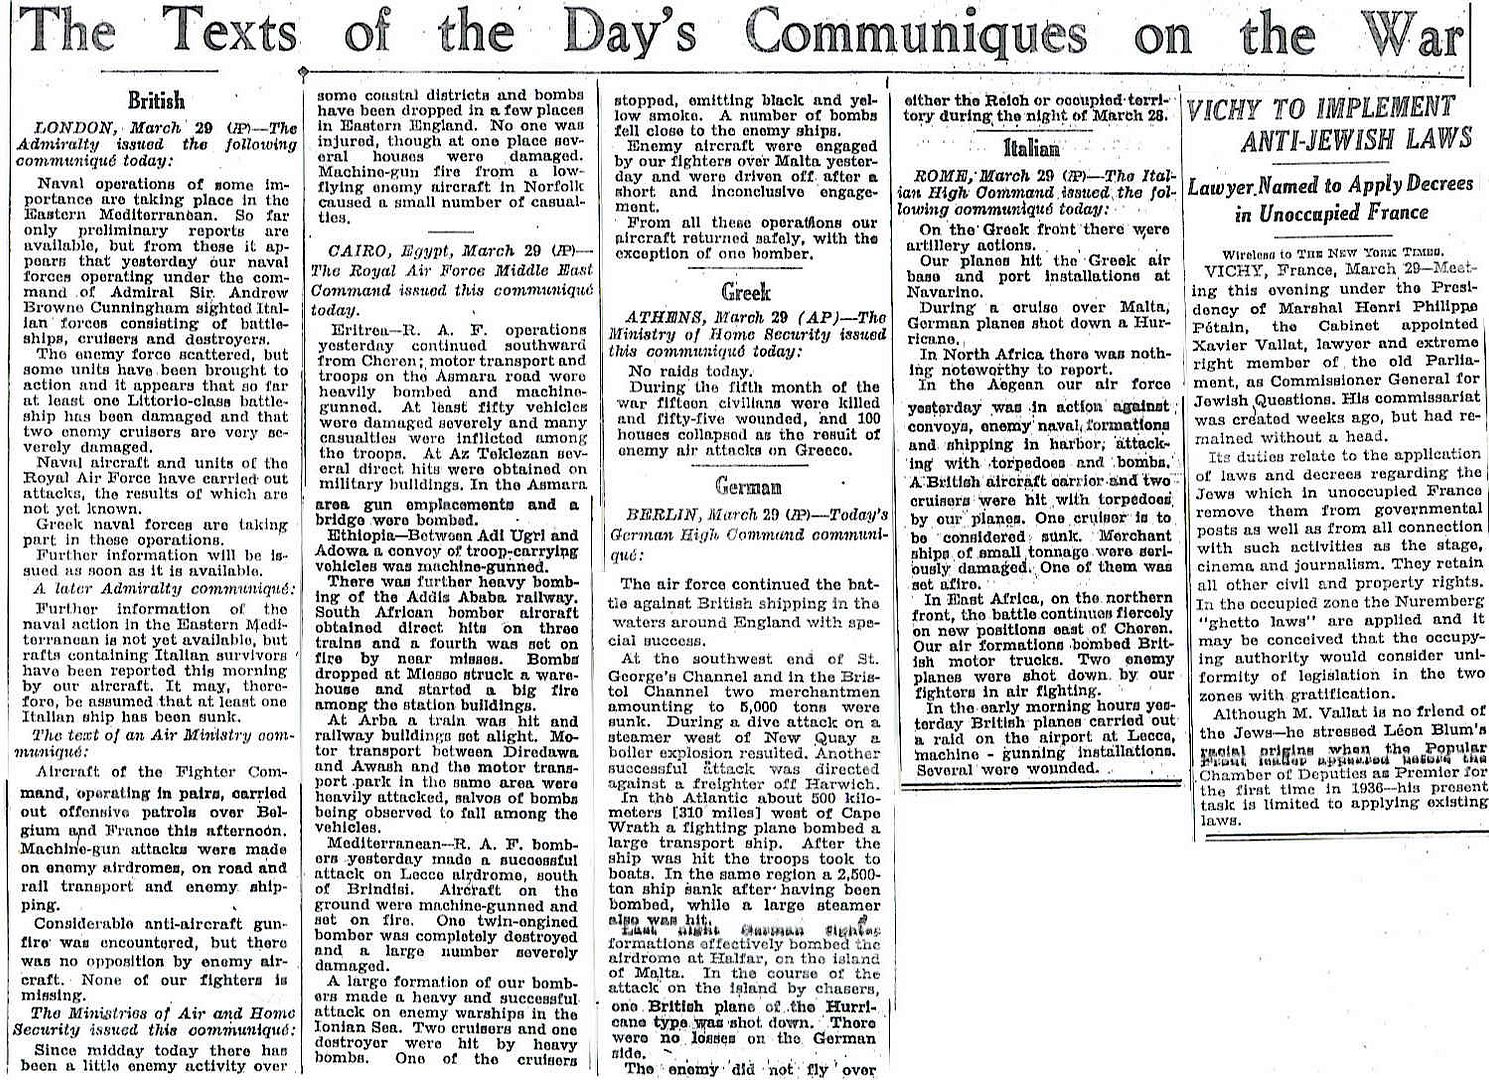 The Texts of the Day's Communiques on the War
British
LONDON, March 29 (AP)—The
Admiralty issued the following
communiqué today:
Naval operations of some im-
portance are taking place in the
Eastern Mediterranean. So far
only preliminary reports are
available, but from these it ap-
pears that yesterday our naval
forces operating under the com-
mand of Admiral Sir Andrew
Browne Cunningham sighted Ital-
ian forces consisting of battle-
ships, cruisers and destroyers.
The enemy force scattered, but
some units have been brought to
action and it appears that so far
at least one Littorio-class battle-
ship has been damaged and that
two enemy cruisers are very se-
verely damaged.
Naval aircraft and units of the
Royal Air Force have carried out
attacks, the results of which are
not yet known.
Greek naval forces are taking
part in these operations.
Further information will be is-
sued as soon as it is available.
A later Admiralty communiqué:
Further information of the
naval action in the Eastern Medi-
terranean is not yet available, but
rafts containing Italian survivors
have been reported this morning
by our aircraft. It may, there-
fore, be assumed that at least one
Italian ship has been sunk.
The text of an Air Ministry com-
muniqué:
Aircraft of the Fighter Com-
mand, operating in pairs, carried
out offensive patrols over Bel-
gium and France this afternoon.
Machine-gun attacks were made
on enemy airdromes, on road and
rail transport and enemy ship-
ping.
Considerable anti-aircraft gun-
fire was encountered, but there
was no opposition by enemy air-
craft. None of our fighters is
missing.
The Ministries of Air and Home
Security issued this communiqué:
Since midday today there has
been a little enemy activity over
some coastal districts and bombs
have been dropped in a few places
in Eastern England. No one was
injured, though at one place sev-
eral houses were damaged.
Machine-gun fire from a low-
flying enemy aircraft in Norfolk
caused a small number of casual-
ties.
CAIRO, Egypt, March 29 (AP)—
The Royal Air Force Middle East
Command issued this communiqué
today.
Eritrea—R. A. F. operations
yesterday continued southward
from Cheren; motor transport and
troops on the Asmara road were
heavily bombed and machine-
gunned. At least fifty vehicles
were damaged severely and many
casualties were inflicted among
the troops. At Az Teklezan sev-
eral direct hits were obtained on
military buildings. In the Asmara
area gun emplacements and a
bridge were bombed.
Ethiopia—Between Adi Ugri and
Adowa a convoy of troop-carrying
vehicles was machine-gunned.
There was further heavy bomb-
ing of the Addis Ababa railway.
South African bomber aircraft
obtained direct hits on three
trains and a fourth was set on
fire by near misses. Bombs
dropped at Miesso struck a ware-
house and started a big fire
among the station buildings.
At Arba a train was hit and
railway buildings set alight. Mo-
tor transport between Diredawa
and Awash and the motor trans-
port park in the same area were
heavily attacked, salvos of bombs
being observed to fall among the
vehicles.
Mediterranean—R. A. F. bomb-
ers yesterday made a successful
attack on Lecce airdrome, south
of Brindisi. Aircraft on the
ground were machine-gunned and
set on fire. One twin-engined
bomber was completely destroyed
and a large number severely
damaged.
A large formation of our bomb-
ers made a heavy and successful
attack on enemy warships in the
Ionian Sea. Two cruisers and one
destroyer were hit by heavy
bombs. One of the cruisers
stopped, emitting black and yel-
low smoke. A number of bombs
fell close to the enemy ships.
Enemy aircraft were engaged
by our fighters over Malta yester-
day and were driven off after a
short and inconclusive engage-
ment.
From all these operations our
aircraft returned safely, with the
exception of one bomber.
Greek
ATHENS, March 29 (AP)—The
Ministry of Home Security issued
this communiqué today:
No raids today.
During the fifth month of the
war fifteen civilians were killed
and fifty-five wounded, and 100
houses collapsed as the result of
enemy air attacks on Greece.
German
BERLIN, March 29 (AP)—Today's
German High Command communi-
qué:
The air force continued the bat-
tle against British shipping in the
waters around England with spe-
cial success.
At the southwest end of St.
George's Channel and in the Bris-
tol Channel two merchantmen
amounting to 5,000 tons were
sunk. During a dive attack on a
steamer west of New Quay a
boiler explosion resulted. Another
successful attack was directed
against a freighter off Harwich.
In the Atlantic about 500 kilo-
meters [310 miles] west of Cape
Wrath a fighting plane bombed a
large transport ship. After the
ship was hit the troops took to
boats. In the same region a 2,500-
ton ship sank after having been
bombed, while a large steamer
also was hit.
Last night German fighter
formations effectively bombed the
airdrome at Halfar, on the island
of Malta. In the course of the
attack on the island by chasers,
one British plane of the Hurri-
cane type was shot down. There
were no losses on the German
side.
The enemy did not fly over
either the Reich or occupied terri-
tory during the night of March 28.
Italian
ROME, March 29 (AP)—The Ital-
ian High Command issued the fol-
lowing communiqué today:
On the Greek front there were
artillery actions.
Our planes hit the Greek air
base and port installations at
Navarino.
During a cruise over Malta,
German planes shot down a Hur-
ricane.
In North Africa there was noth-
ing noteworthy to report.
In the Aegean our air force
yesterday was in action against
convoys, enemy naval formations
and shipping in harbor, attack-
ing with torpedoes and bombs.
A British aircraft carrier and two
cruisers were hit with torpedoes
by our planes. One cruiser is to
be considered sunk. Merchant
ships of small tonnage were seri-
ously damaged. One of them was
set afire.
In East Africa, on the northern
front, the battle continues fiercely
on new positions east of Cheren.
Our air formations bombed Brit-
ish motor trucks. Two enemy
planes were shot down by our
fighters in air fighting.
In the early morning hours yes-
terday British planes carried out
a raid on the airport at Lecce,
machine-gunning installations.
Several were wounded.
VICHY TO IMPLEMENT
ANTI-JEWISH LAWS
Lawyer Named to Apply Decrees
in Unoccupied France
Wireless to THE NEW YORK TIMES.
VICHY, France, March 29—Meet-
ing this evening under the Presi-
dency of Marshal Henri Philippe
Pétain, the Cabinet appointed
Xavier Vallat, lawyer and extreme
right member of the old Parlia-
ment, as Commissioner General for
Jewish Questions. His commissariat
was created weeks ago, but had re-
mained without a head.
Its duties relate to the application
of laws and decrees regarding the
Jews which in unoccupied France
remove them from governmental
posts as well as from all connection
with such activities as the stage,
cinema and journalism. They retain
all other civil and property rights.
In the occupied zone the Nuremberg
"ghetto laws" are applied and it
may be conceived that the occupy-
ing authority would consider uni-
formity of legislation in the two
zones with gratification.
Although M. Vallat is no friend of
the Jews—he stressed Léon Blum's
racial origins when the Popular
Front leader appeared before the
Chamber of Deputies as Premier for
the first time in 1936—his present
task is limited to applying existing
laws.